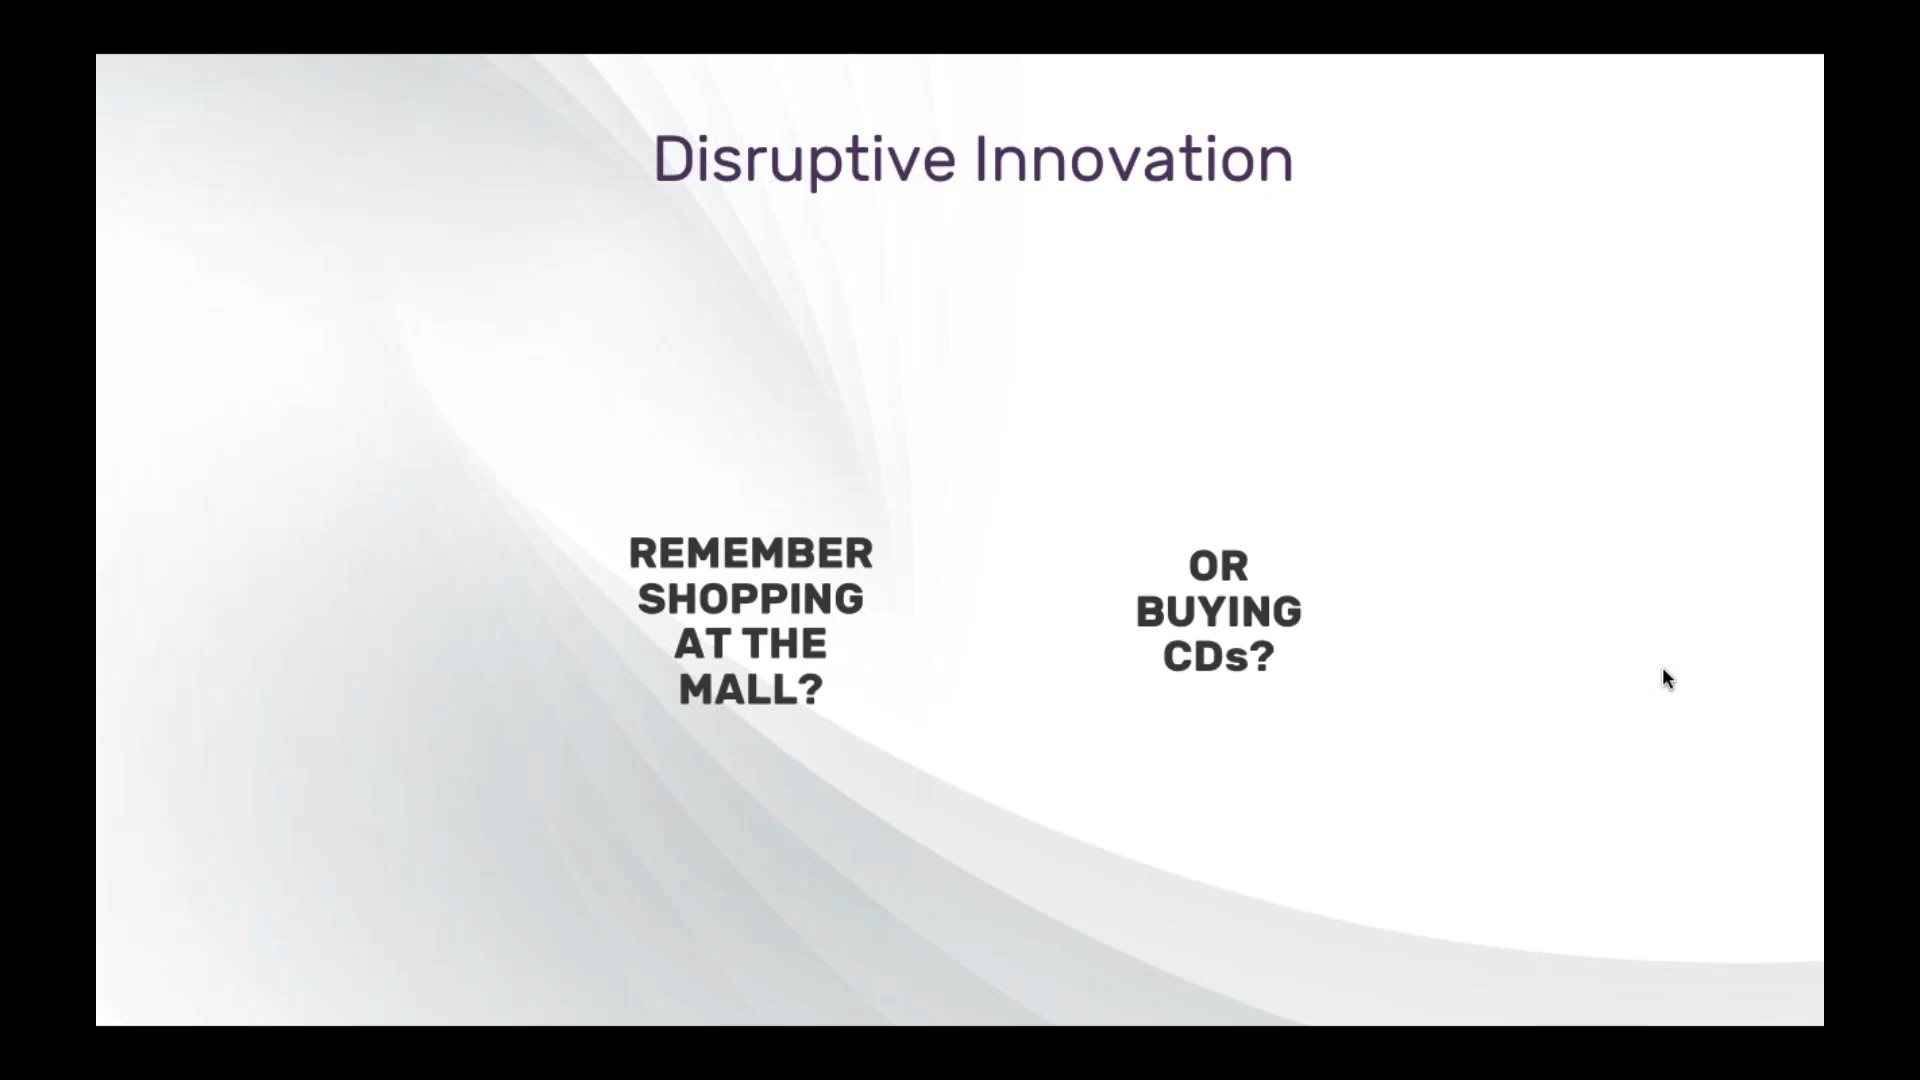 Disruptive Innovation
REMEMBER
SHOPPING
AT THE
MALL?
OR
BUYING
CDs?